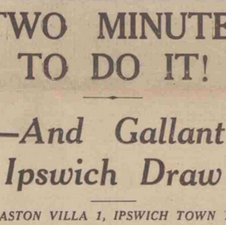 TWO MINUTE
TO DO IT!
—And Gallant
Ipswich Draw
ASTON VILLA 1, IPSWICH TOWN